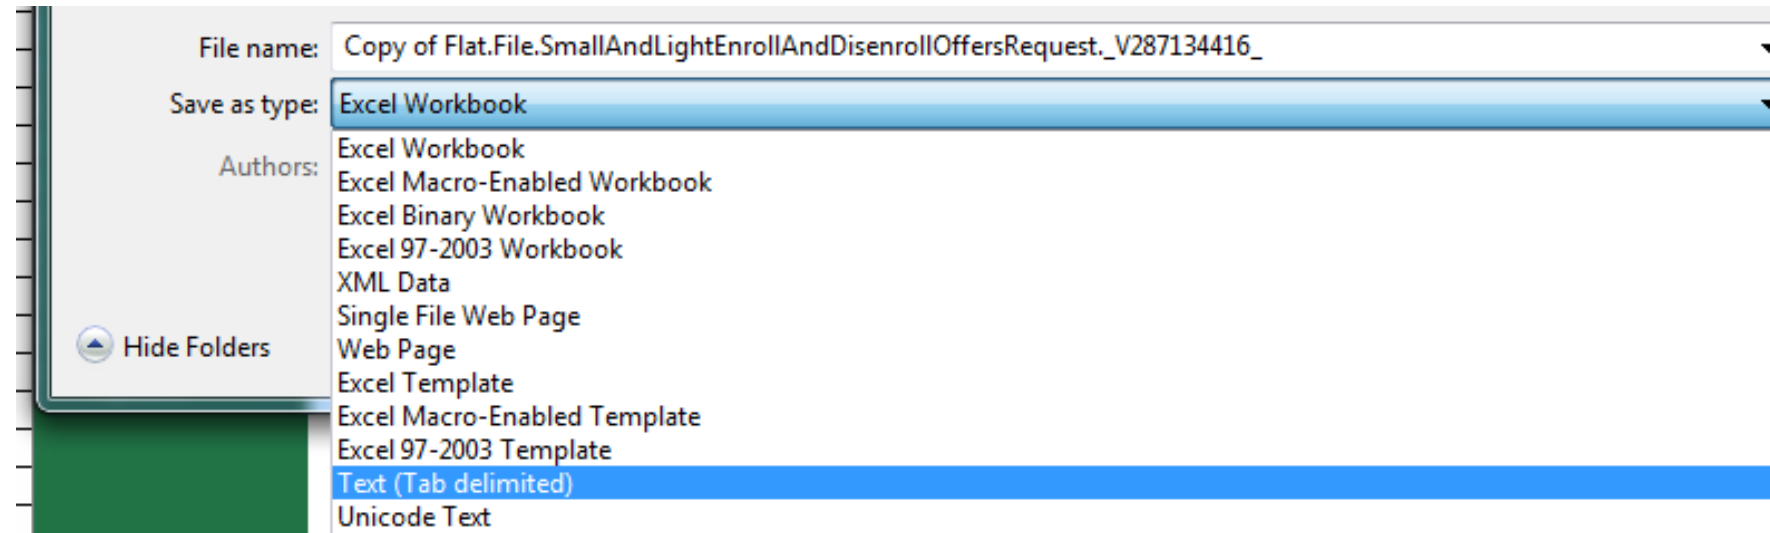 File name: Copy of Flat.File.SmallAndLightEnrollAndDisenrollOffersRequest._V287134416_
Save as type: Excel Workbook
Authors:
Excel Workbook
Excel Macro-Enabled Workbook
Excel Binary Workbook
Excel 97-2003 Workbook
XML Data
Single File Web Page
Hide Folders
Web Page
Excel Template
Excel Macro-Enabled Template
Excel 97-2003 Template
Text (Tab delimited)
Unicode Text